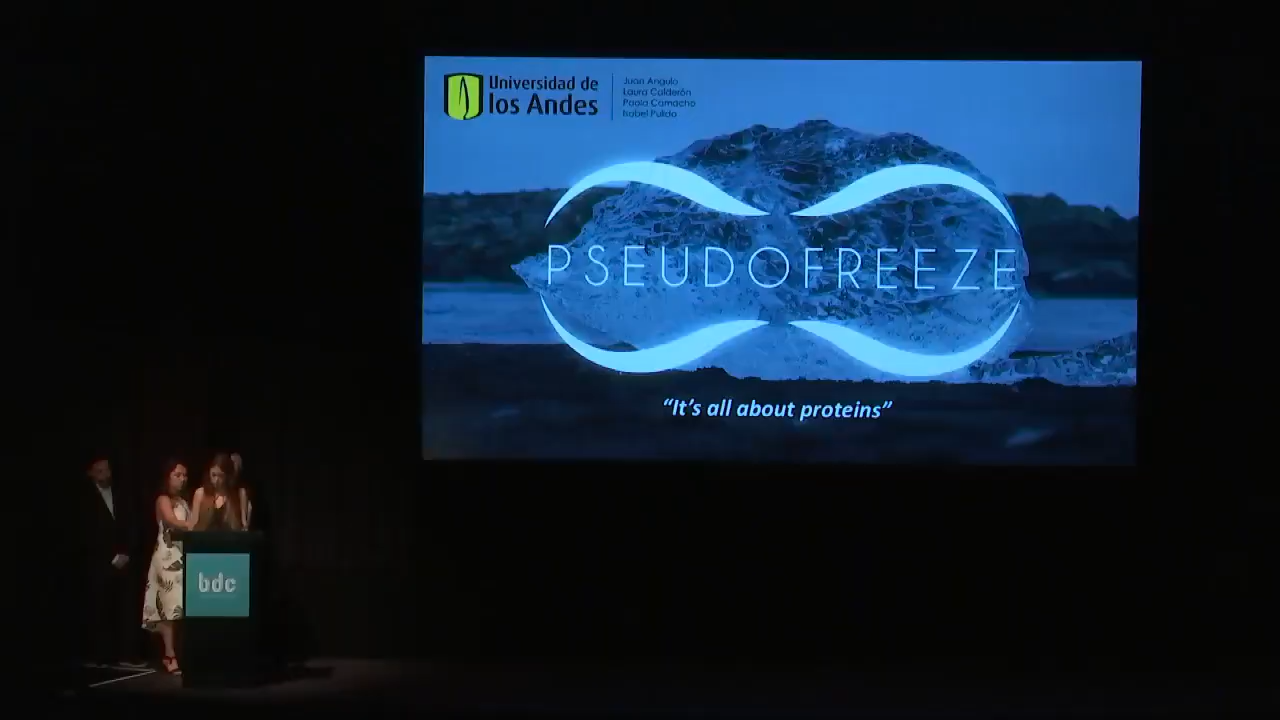 Universidad de
los Andes
Juan Angulo
Laura Calderón
Paola Camacho
Isabel Pulido
PSEUDOFREEZE
“It’s all about proteins”
bdc